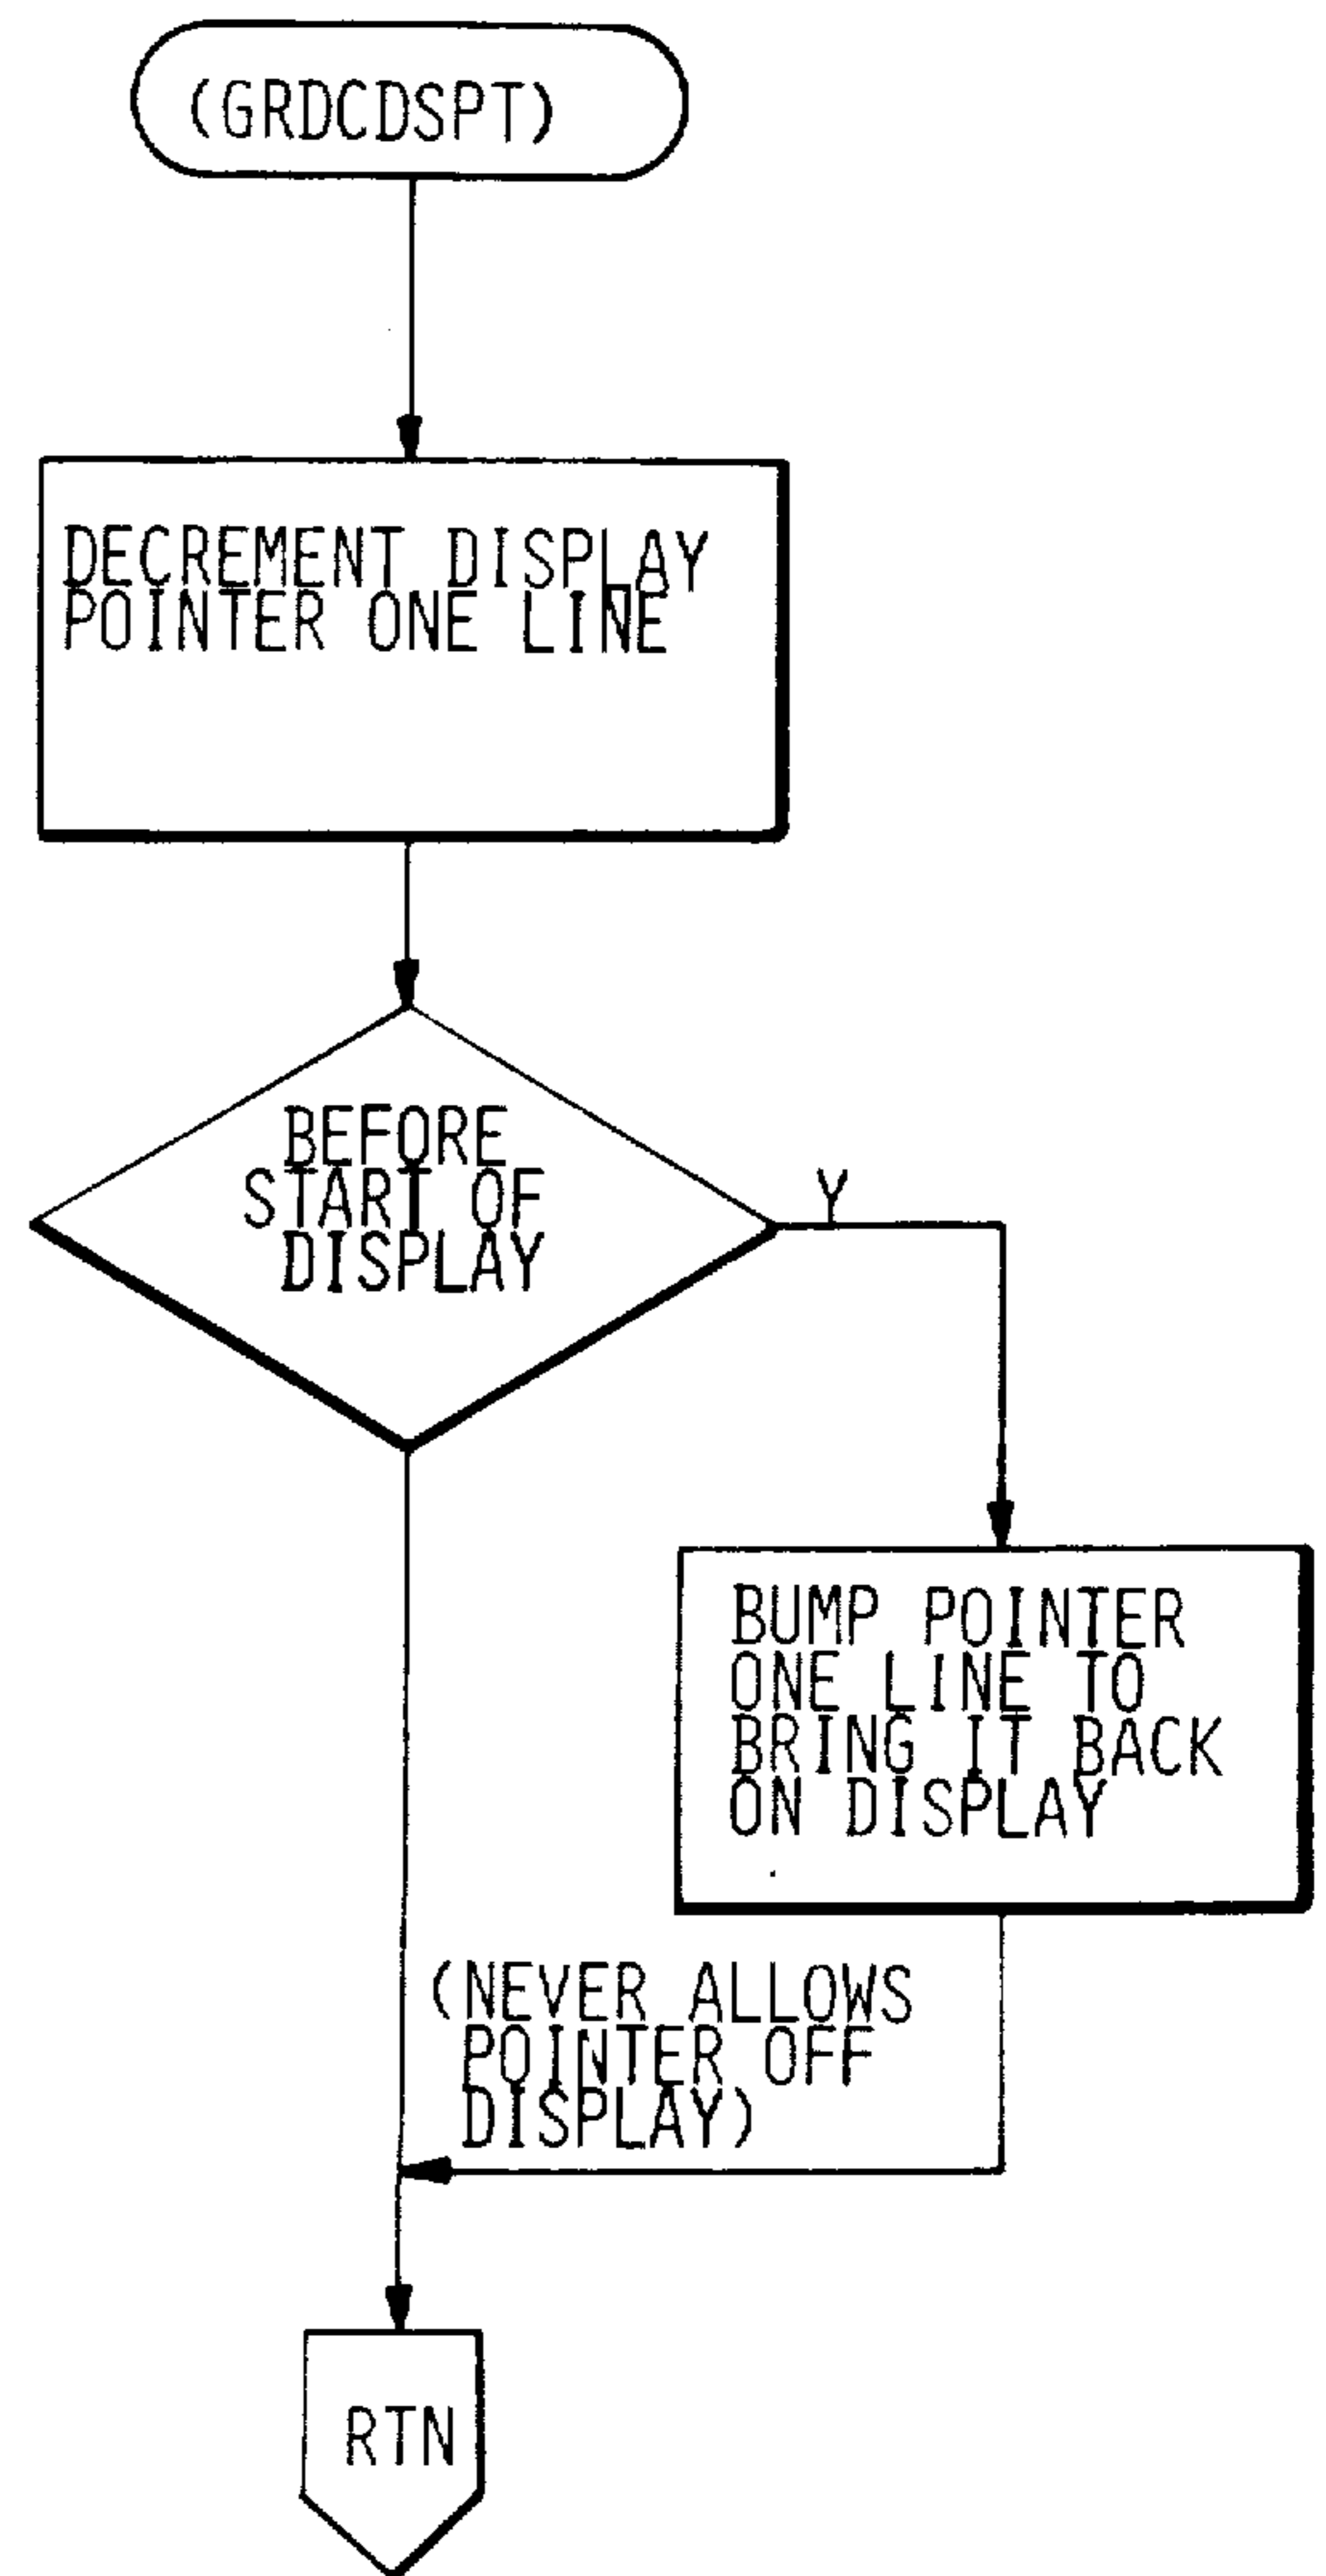 (GRDCDSPT)
DECREMENT DISPLAY
POINTER ONE LINE
BEFORE
START OF
DISPLAY
Y
BUMP POINTER
ONE LINE TO
BRING IT BACK
ON DISPLAY
(NEVER ALLOWS
POINTER OFF
DISPLAY)
RTN